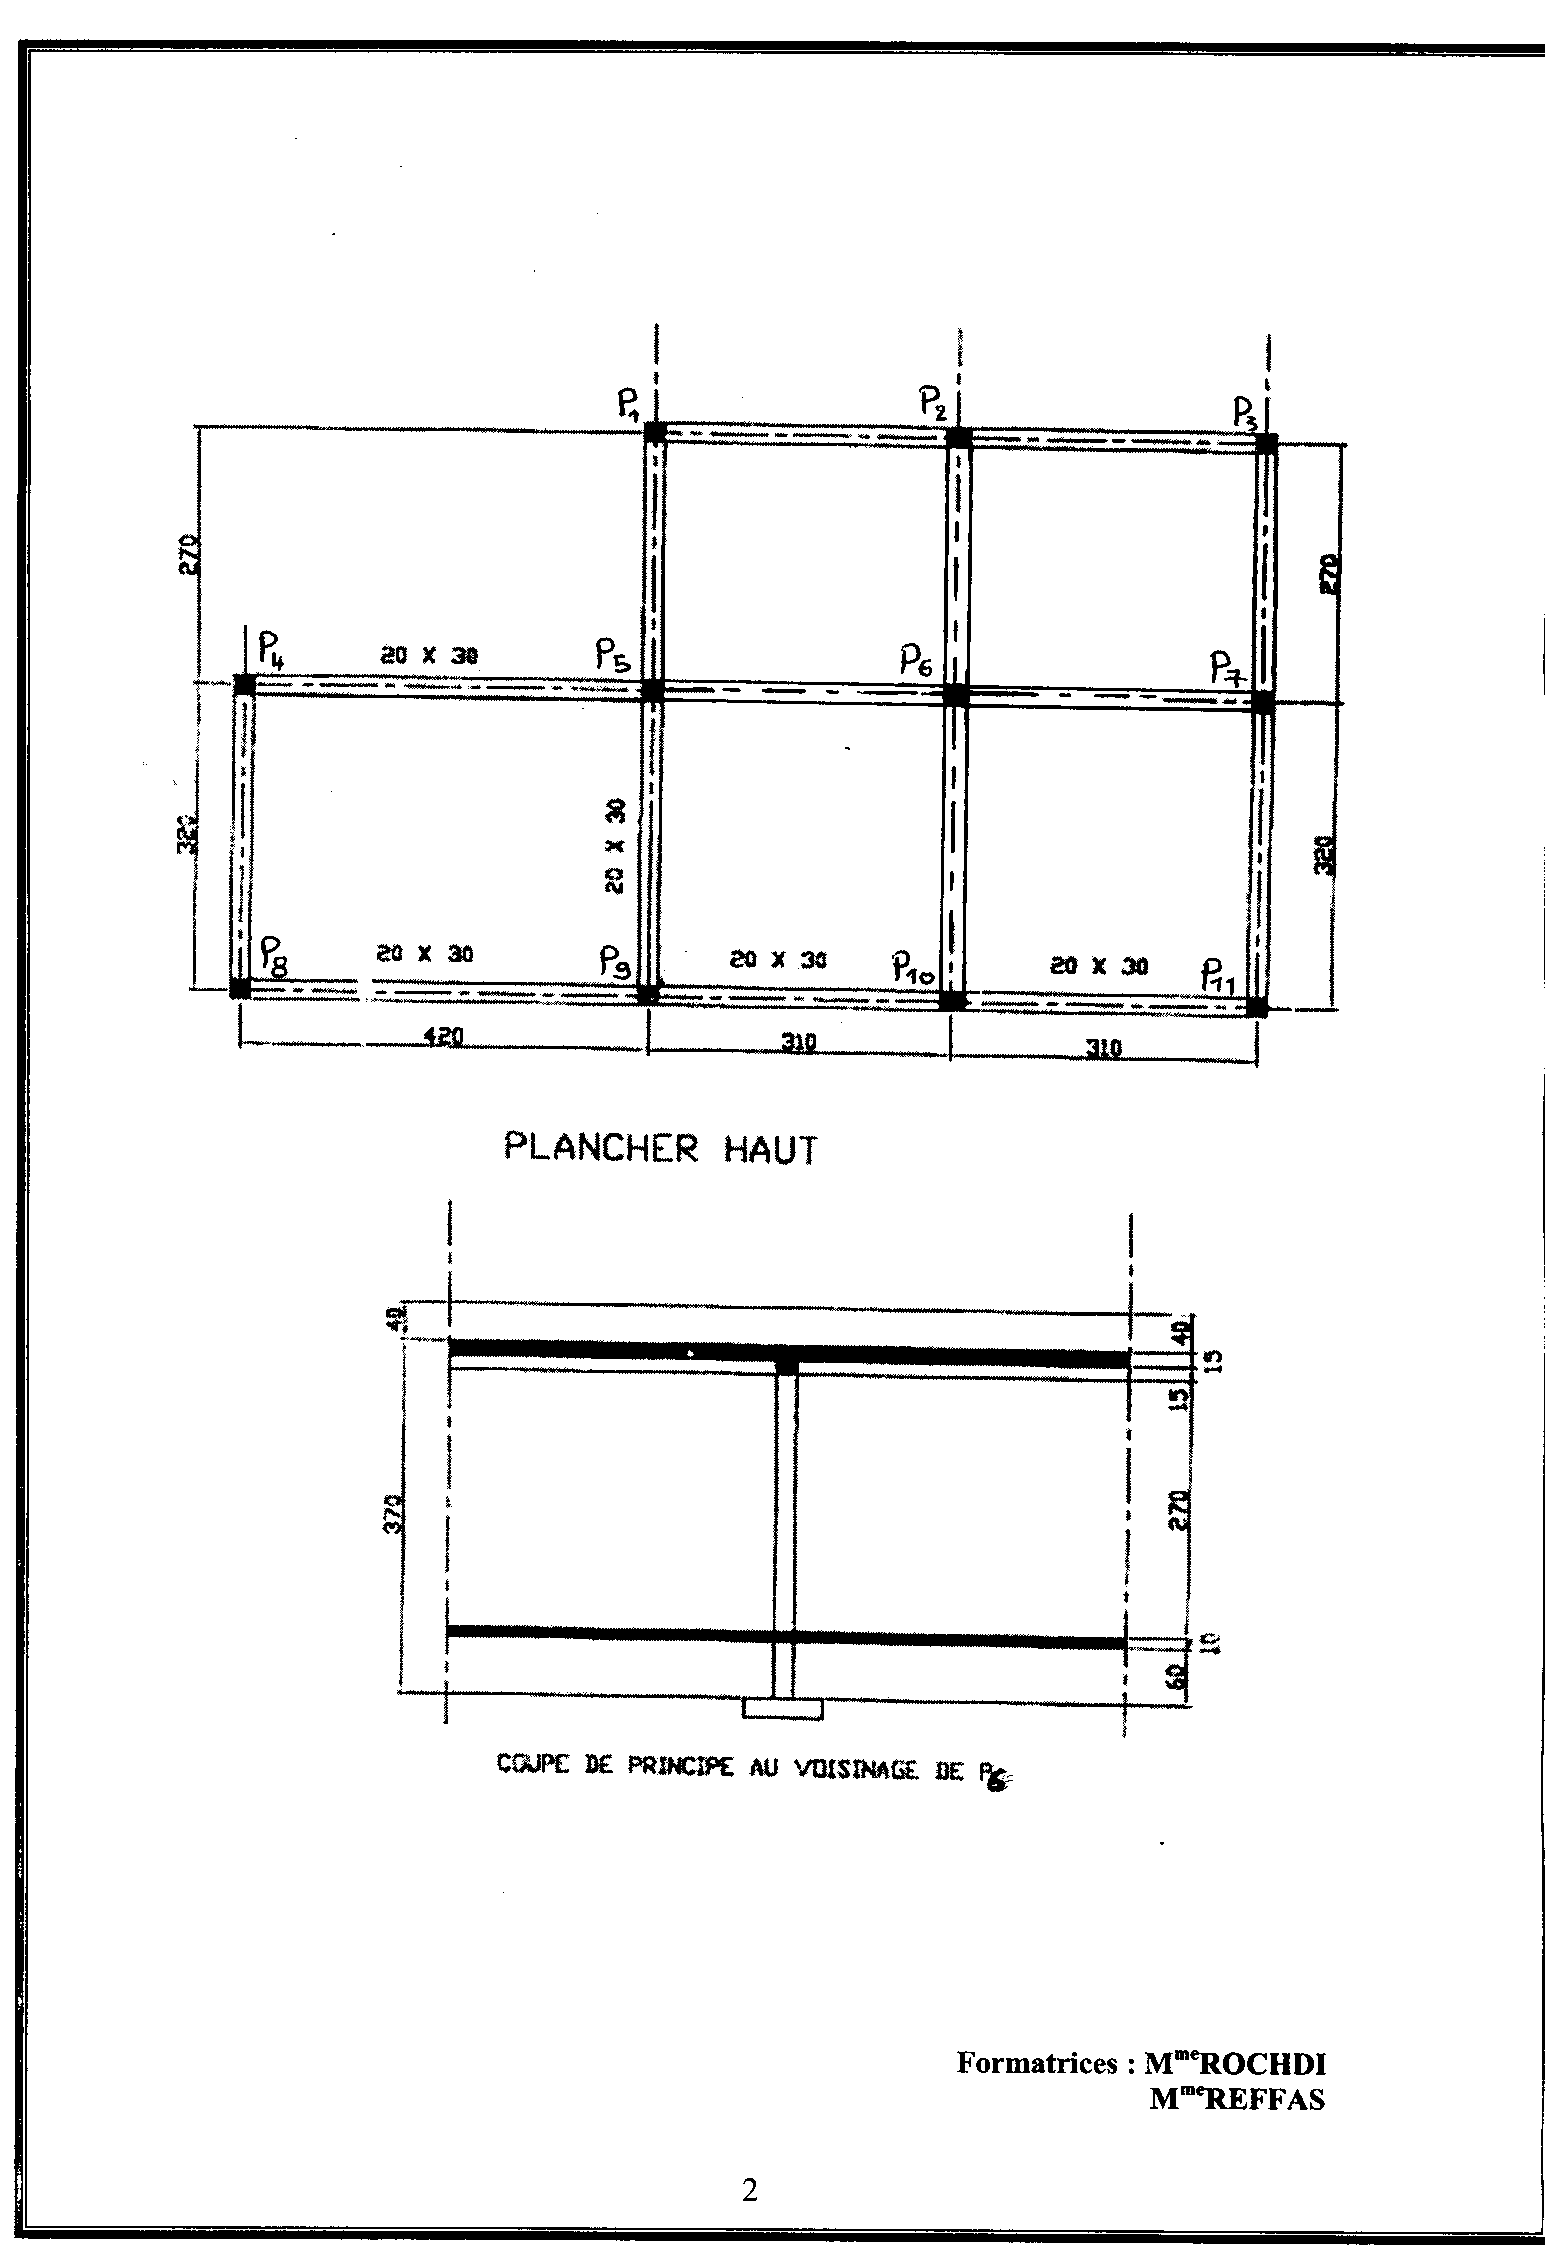 P1 P2 P3
270
270
P4 20 X 30 P5 P6 P7
320
20 X 30
320
P8 20 X 30 P9 20 X 30 P10 20 X 30 P11
420 310 310
PLANCHER HAUT
40
40
15
15
370
270
10
60
COUPE DE PRINCIPE AU VOISINAGE DE P6
Formatrices : MmeROCHDI
MmeREFFAS
2